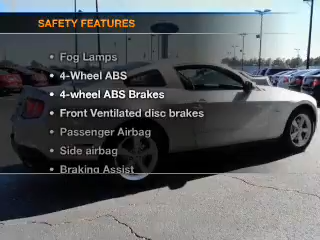 SAFETY FEATURES
Fog Lamps
4-Wheel ABS
4-wheel ABS Brakes
Front Ventilated disc brakes
Passenger Airbag
Side airbag
Braking Assist